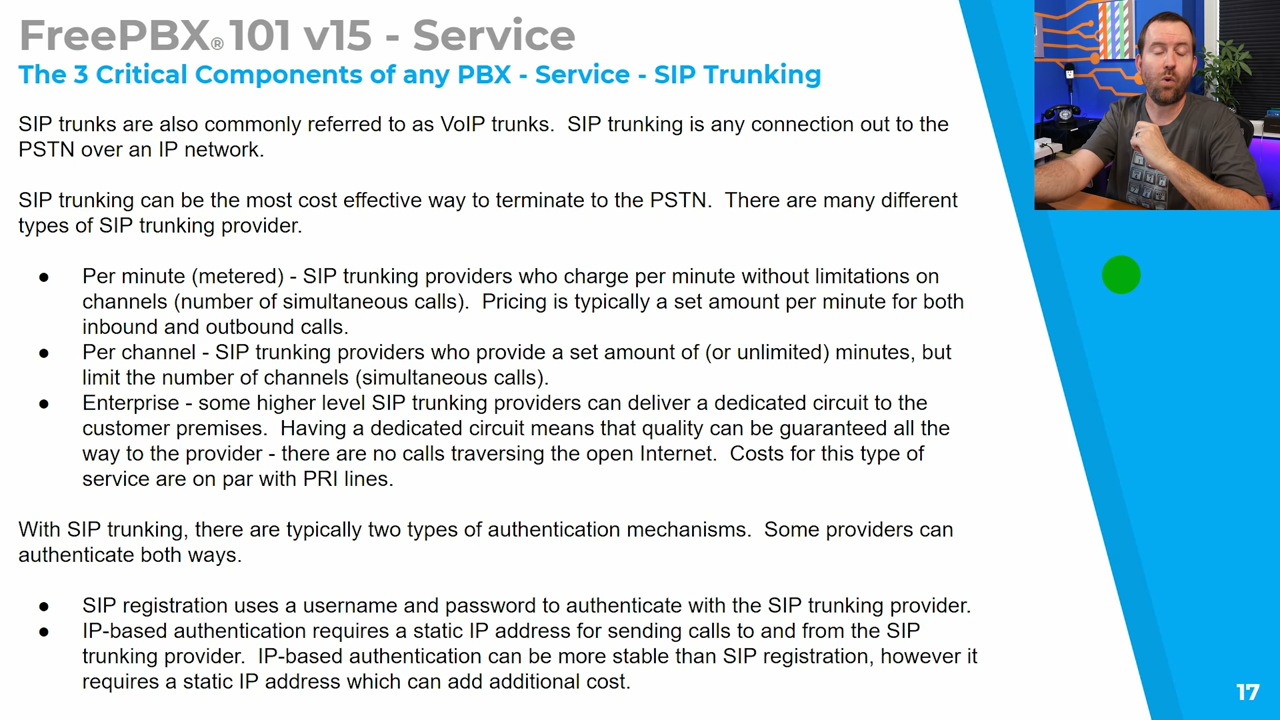 FreePBX® 101 v15 - Service
The 3 Critical Components of any PBX - Service - SIP Trunking
SIP trunks are also commonly referred to as VoIP trunks. SIP trunking is any connection out to the
PSTN over an IP network.
SIP trunking can be the most cost effective way to terminate to the PSTN. There are many different
types of SIP trunking provider.
● Per minute (metered) - SIP trunking providers who charge per minute without limitations on
channels (number of simultaneous calls). Pricing is typically a set amount per minute for both
inbound and outbound calls.
● Per channel - SIP trunking providers who provide a set amount of (or unlimited) minutes, but
limit the number of channels (simultaneous calls).
● Enterprise - some higher level SIP trunking providers can deliver a dedicated circuit to the
customer premises. Having a dedicated circuit means that quality can be guaranteed all the
way to the provider - there are no calls traversing the open Internet. Costs for this type of
service are on par with PRI lines.
With SIP trunking, there are typically two types of authentication mechanisms. Some providers can
authenticate both ways.
● SIP registration uses a username and password to authenticate with the SIP trunking provider.
● IP-based authentication requires a static IP address for sending calls to and from the SIP
trunking provider. IP-based authentication can be more stable than SIP registration, however it
requires a static IP address which can add additional cost.
17